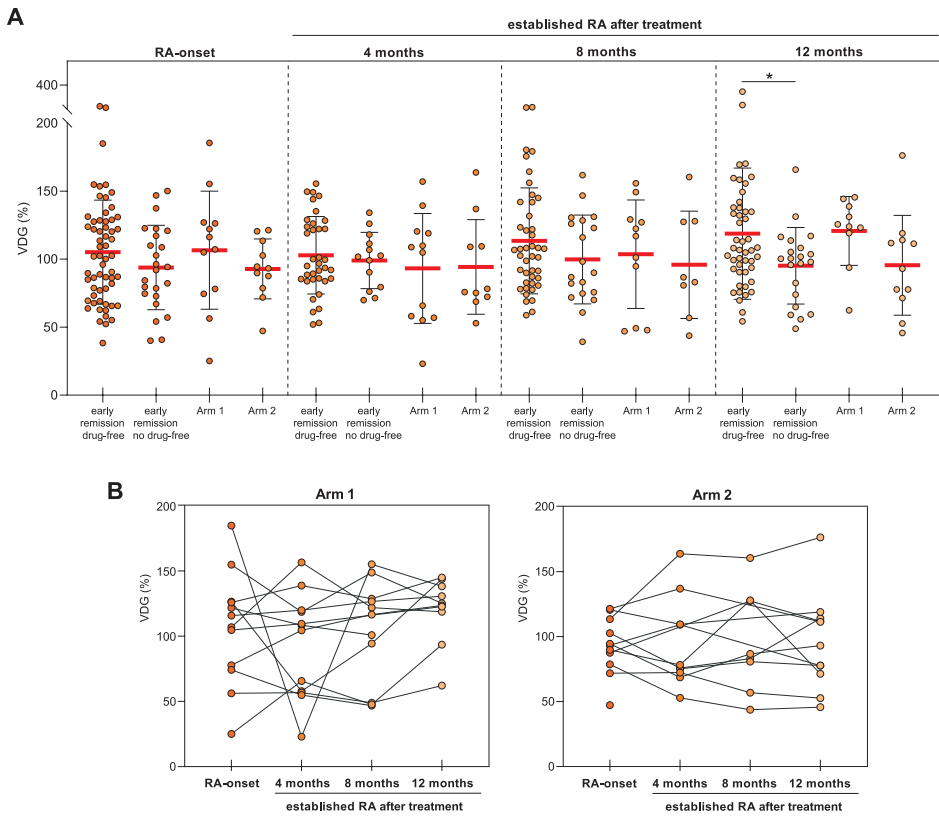 A
established RA after treatment
RA-onset 4 months 8 months 12 months
VDG (%)
400
200
150
100
50
0
*
early remission drug-free
early remission no drug-free
Arm 1
Arm 2
early remission drug-free
early remission no drug-free
Arm 1
Arm 2
early remission drug-free
early remission no drug-free
Arm 1
Arm 2
early remission drug-free
early remission no drug-free
Arm 1
Arm 2
B
Arm 1
VDG (%)
200
150
100
50
0
RA-onset 4 months 8 months 12 months
established RA after treatment
Arm 2
VDG (%)
200
150
100
50
0
RA-onset 4 months 8 months 12 months
established RA after treatment